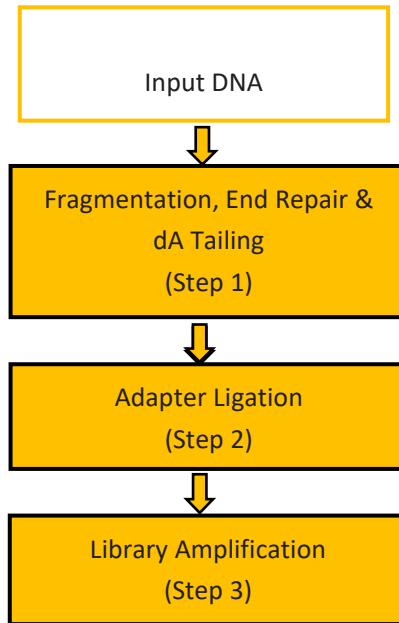 Input DNA
Fragmentation, End Repair &
dA Tailing
(Step 1)
Adapter Ligation
(Step 2)
Library Amplification
(Step 3)